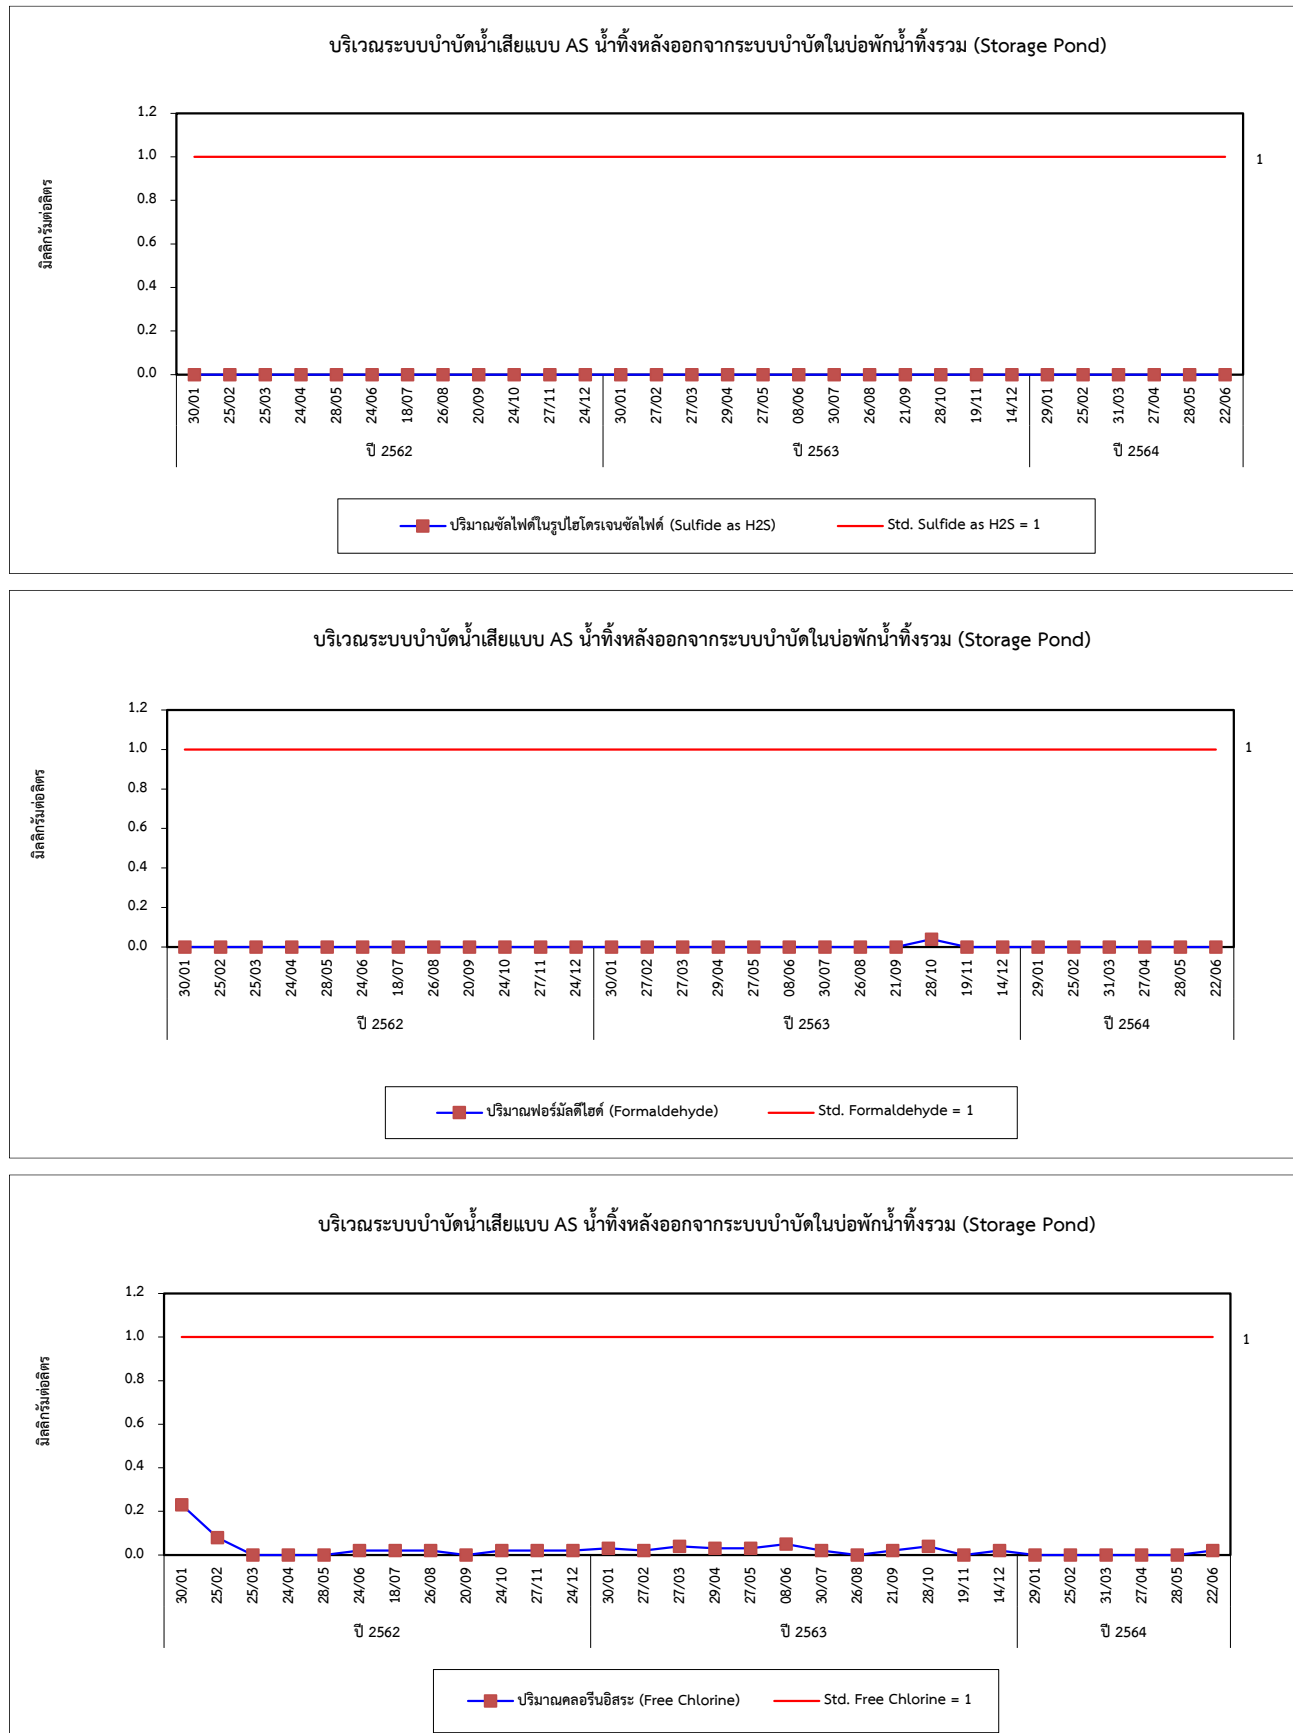 บริเวณระบบบำบัดน้ำเสียแบบ AS น้ำทิ้งหลังออกจากระบบบำบัดในบ่อพักน้ำทิ้งรวม (Storage Pond)
มิลลิกรัมต่อลิตร
1.2
1.0
0.8
0.6
0.4
0.2
0.0
1
30/01 25/02 25/03 24/04 28/05 24/06 18/07 26/08 20/09 24/10 27/11 24/12 30/01 27/02 27/03 29/04 27/05 08/06 30/07 26/08 21/09 28/10 19/11 14/12 29/01 25/02 31/03 27/04 28/05 22/06
ปี 2562 ปี 2563 ปี 2564
ปริมาณซัลไฟด์ในรูปไฮโดรเจนซัลไฟด์ (Sulfide as H2S) Std. Sulfide as H2S = 1
บริเวณระบบบำบัดน้ำเสียแบบ AS น้ำทิ้งหลังออกจากระบบบำบัดในบ่อพักน้ำทิ้งรวม (Storage Pond)
มิลลิกรัมต่อลิตร
1.2
1.0
0.8
0.6
0.4
0.2
0.0
1
30/01 25/02 25/03 24/04 28/05 24/06 18/07 26/08 20/09 24/10 27/11 24/12 30/01 27/02 27/03 29/04 27/05 08/06 30/07 26/08 21/09 28/10 19/11 14/12 29/01 25/02 31/03 27/04 28/05 22/06
ปี 2562 ปี 2563 ปี 2564
ปริมาณฟอร์มัลดีไฮด์ (Formaldehyde) Std. Formaldehyde = 1
บริเวณระบบบำบัดน้ำเสียแบบ AS น้ำทิ้งหลังออกจากระบบบำบัดในบ่อพักน้ำทิ้งรวม (Storage Pond)
มิลลิกรัมต่อลิตร
1.2
1.0
0.8
0.6
0.4
0.2
0.0
1
30/01 25/02 25/03 24/04 28/05 24/06 18/07 26/08 20/09 24/10 27/11 24/12 30/01 27/02 27/03 29/04 27/05 08/06 30/07 26/08 21/09 28/10 19/11 14/12 29/01 25/02 31/03 27/04 28/05 22/06
ปี 2562 ปี 2563 ปี 2564
ปริมาณคลอรีนอิสระ (Free Chlorine) Std. Free Chlorine = 1